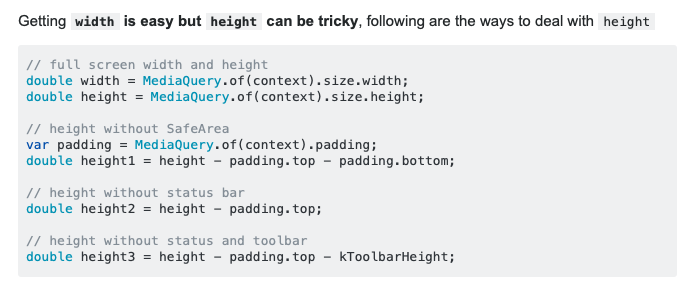 Getting width is easy but height can be tricky, following are the ways to deal with height
// full screen width and height
double width = MediaQuery.of(context).size.width;
double height = MediaQuery.of(context).size.height;
// height without SafeArea
var padding = MediaQuery.of(context).padding;
double height1 = height - padding.top - padding.bottom;
// height without status bar
double height2 = height - padding.top;
// height without status and toolbar
double height3 = height - padding.top - kToolbarHeight;